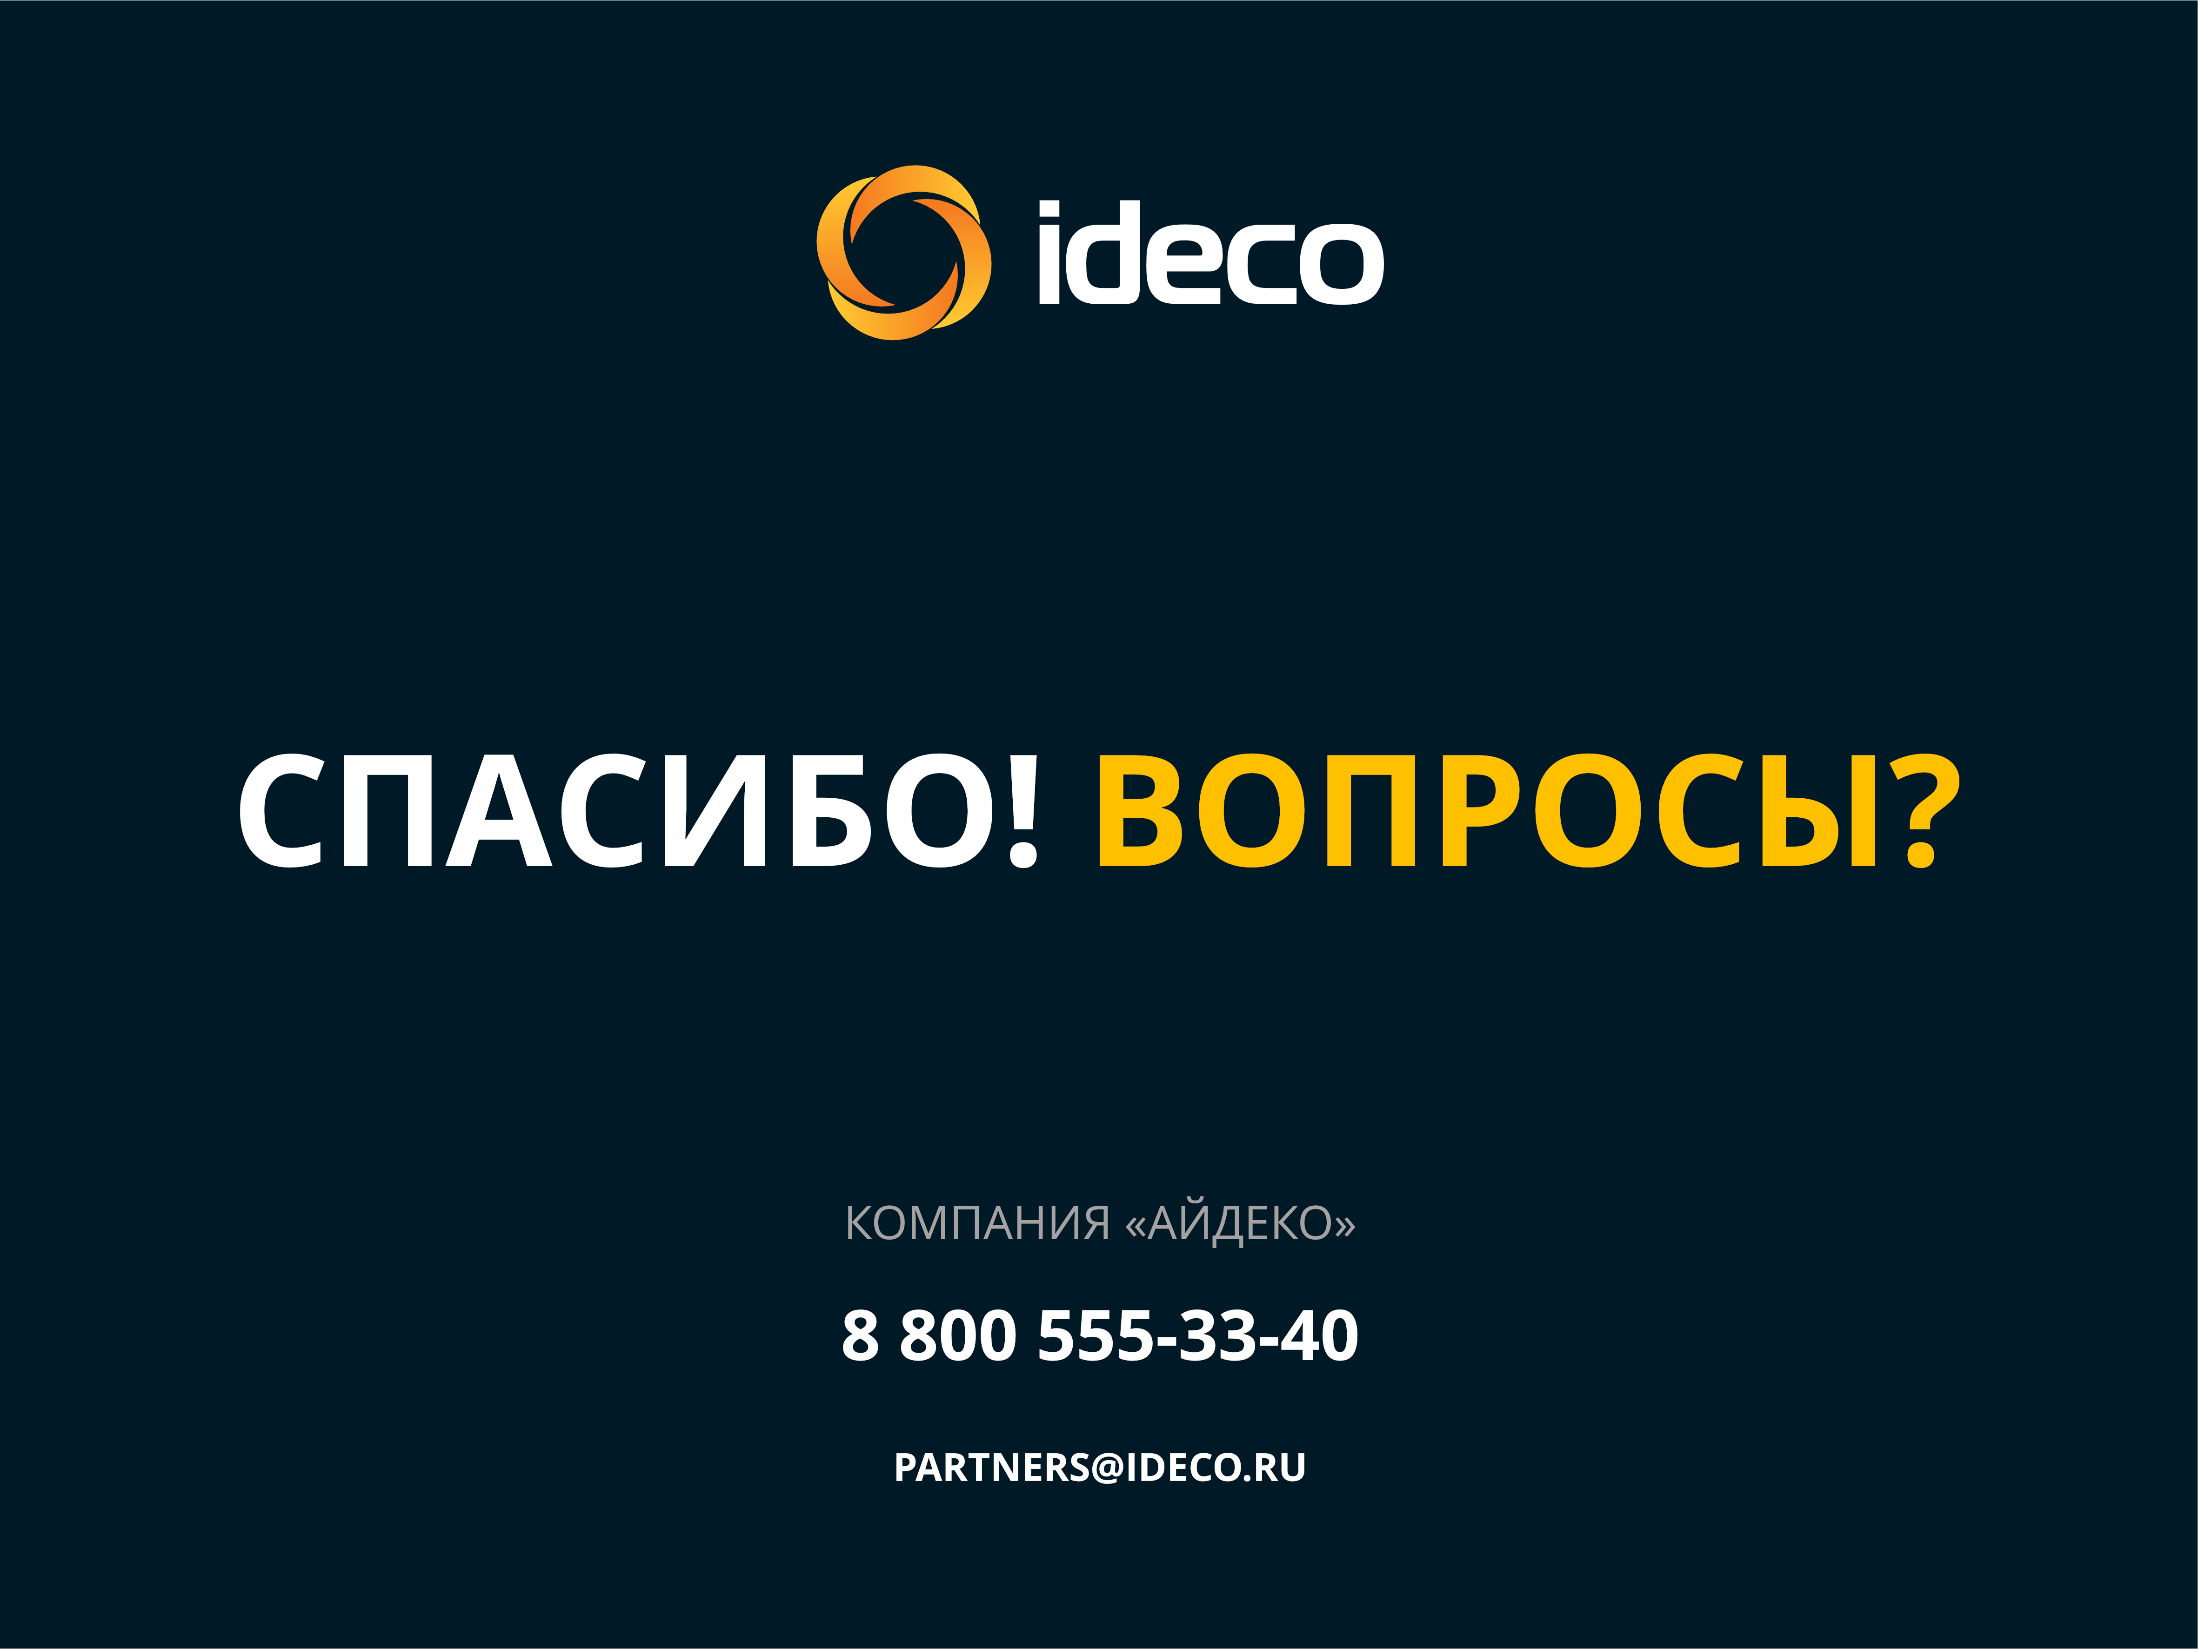 ideco
СПАСИБО! ВОПРОСЫ?
КОМПАНИЯ «АЙДЕКО»
8 800 555-33-40
PARTNERS@IDECO.RU